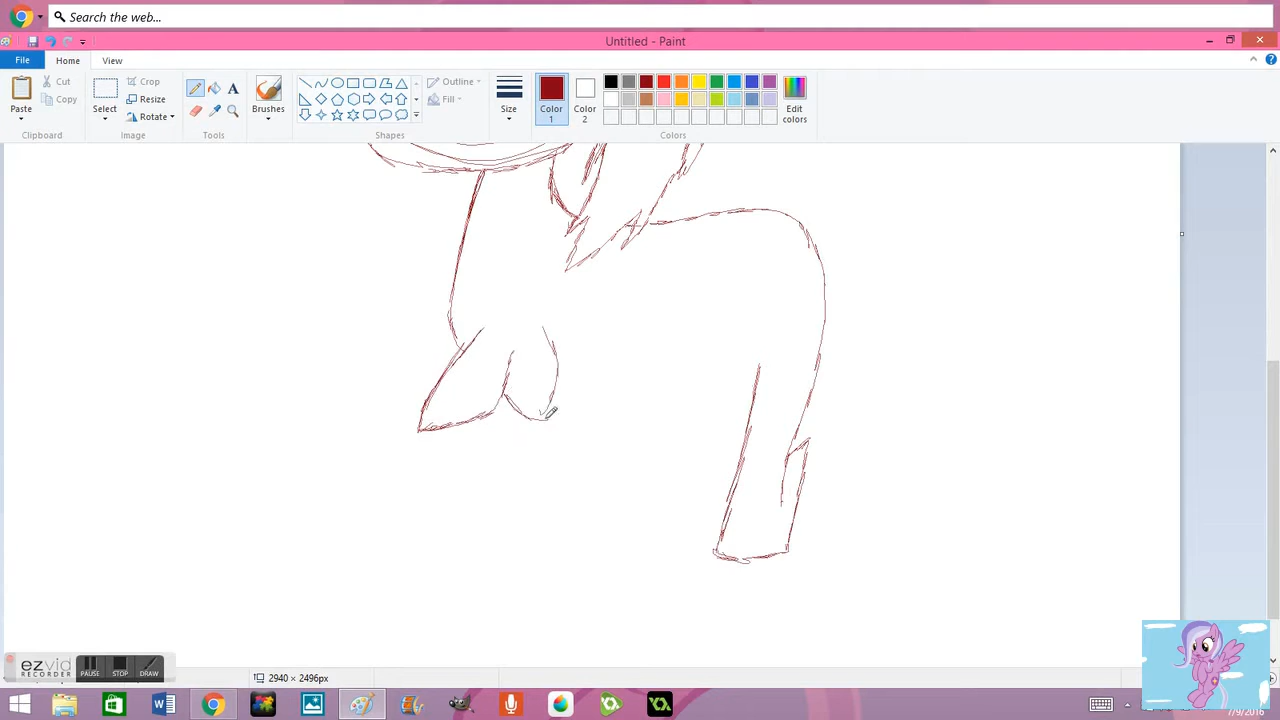 Search the web...
Untitled - Paint
File
Home
View
Paste
Cut
Copy
Clipboard
Select
Crop
Resize
Rotate
Image
A
Tools
Brushes
Outline
Fill
Shapes
Size
Color 1
Color 2
Edit colors
Colors
ezvid
RECORDER
PAUSE
STOP
DRAW
2940 × 2496px
7/9/2016